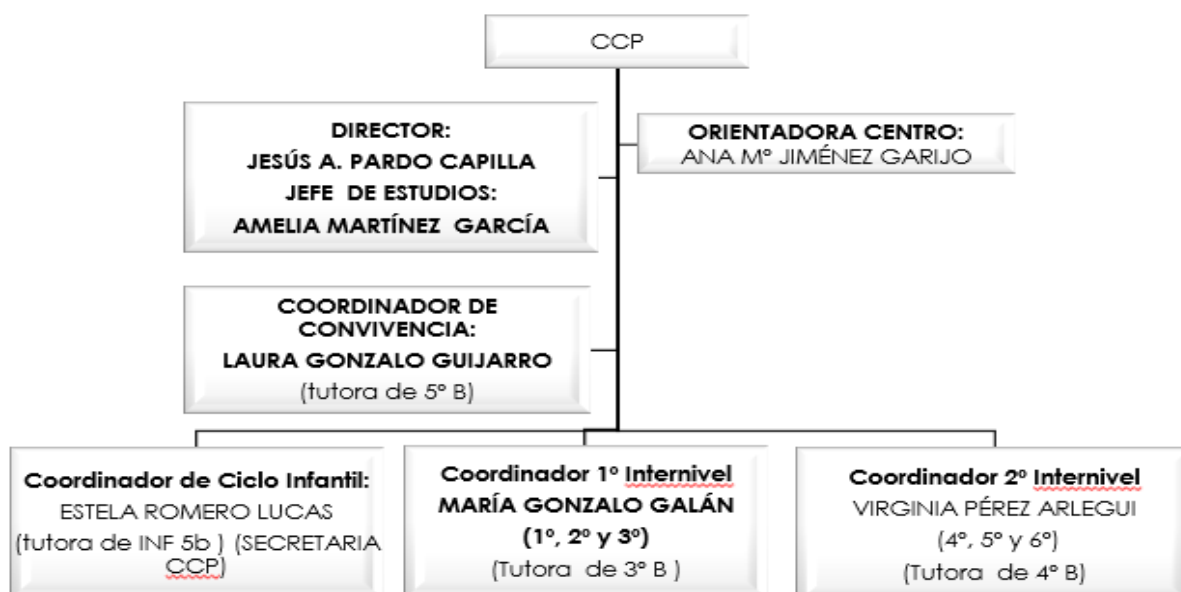 CCP
DIRECTOR:
JESÚS A. PARDO CAPILLA
JEFE DE ESTUDIOS:
AMELIA MARTÍNEZ GARCÍA
ORIENTADORA CENTRO:
ANA Mº JIMÉNEZ GARIJO
COORDINADOR DE
CONVIVENCIA:
LAURA GONZALO GUIJARRO
(tutora de 5º B)
Coordinador de Ciclo Infantil:
ESTELA ROMERO LUCAS
(tutora de INF 5b ) (SECRETARIA
CCP)
Coordinador 1º Internivel
MARÍA GONZALO GALÁN
(1º, 2º y 3º)
(Tutora de 3º B )
Coordinador 2º Internivel
VIRGINIA PÉREZ ARLEGUI
(4º, 5º y 6º)
(Tutora de 4º B)